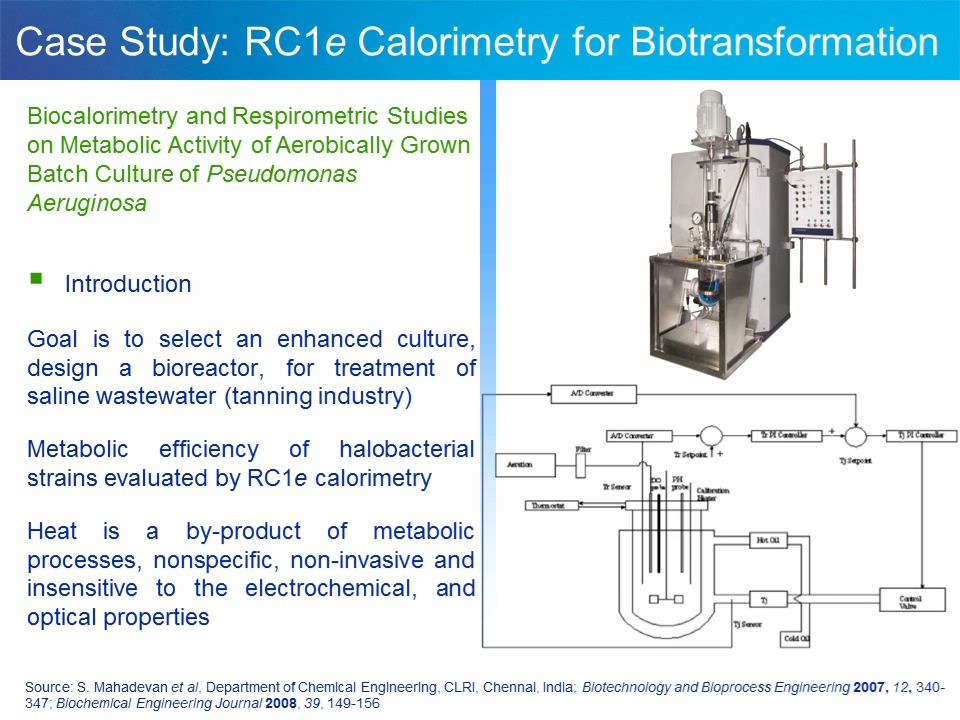 Case Study: RC1e Calorimetry for Biotransformation
Biocalorimetry and Respirometric Studies
on Metabolic Activity of Aerobically Grown
Batch Culture of Pseudomonas
Aeruginosa
Introduction
Goal is to select an enhanced culture,
design a bioreactor, for treatment of
saline wastewater (tanning industry)
Metabolic efficiency of halobacterial
strains evaluated by RC1e calorimetry
Heat is a by-product of metabolic
processes, nonspecific, non-invasive and
insensitive to the electrochemical, and
optical properties
A/D Converter
A/D Converter
Tr PI Controller
+
Tj PI Controller
Tr Setpoint
+
Tj Setpoint
Filter
Aeration
Tr Sensor
DO
probe
PH
probe
Calibration
Heater
Thermostat
Hot Oil
Tj
Control
Valve
Tj Sensor
Cold Oil
Source: S. Mahadevan et al, Department of Chemical Engineering, CLRI, Chennai, India; Biotechnology and Bioprocess Engineering 2007, 12, 340-
347; Biochemical Engineering Journal 2008, 39, 149-156